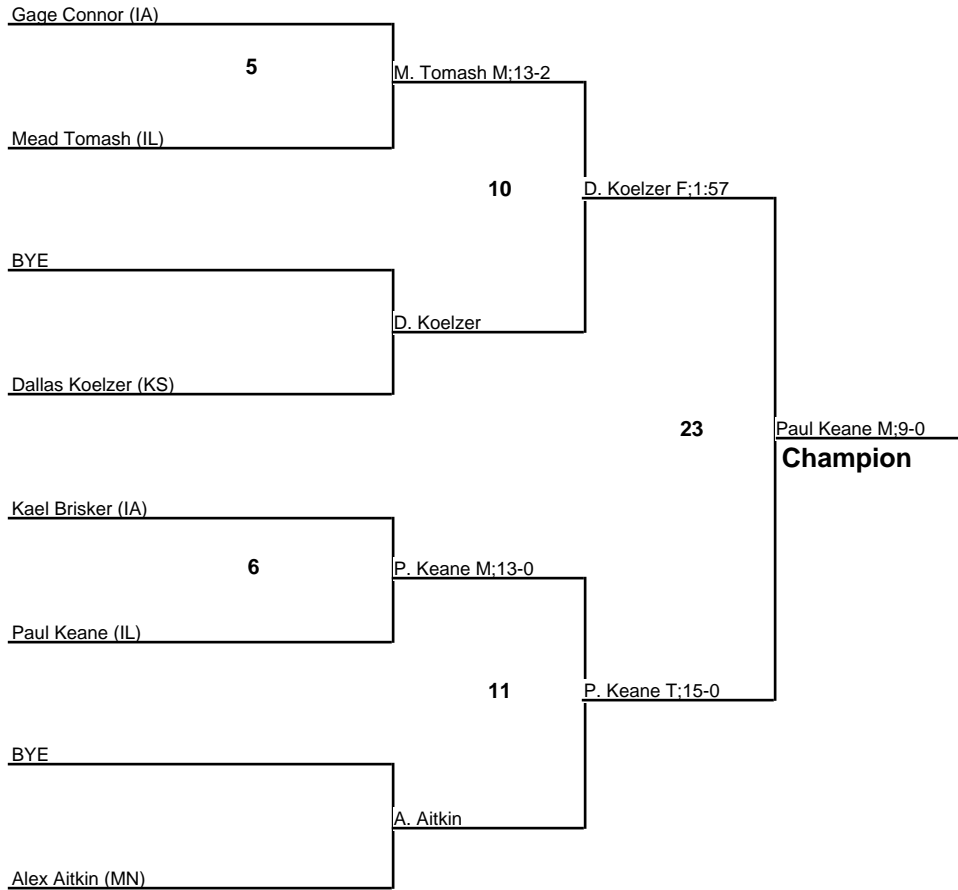 Gage Connor (IA)
5
M. Tomash M;13-2
Mead Tomash (IL)
10
D. Koelzer F;1:57
BYE
D. Koelzer
Dallas Koelzer (KS)
23
Paul Keane M;9-0
Champion
Kael Brisker (IA)
6
P. Keane M;13-0
Paul Keane (IL)
11
P. Keane T;15-0
BYE
A. Aitkin
Alex Aitkin (MN)